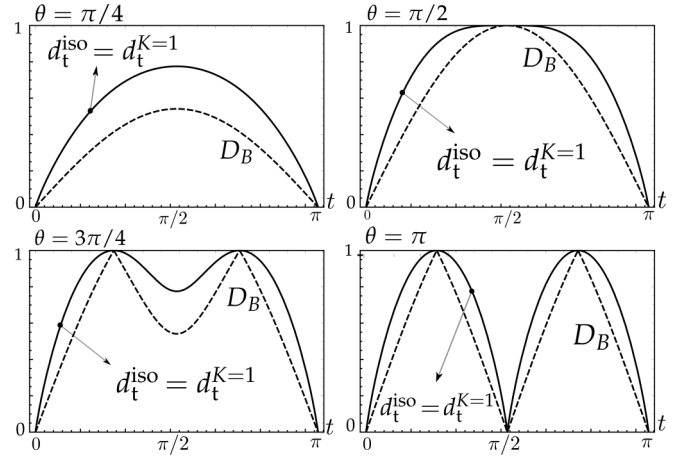 θ = π/4
1
d_t^iso = d_t^{K=1}
D_B
0
0
π/2
π
t
θ = π/2
1
D_B
d_t^iso = d_t^{K=1}
0
0
π/2
π
t
θ = 3π/4
1
D_B
d_t^iso = d_t^{K=1}
0
0
π/2
π
t
θ = π
1
D_B
d_t^iso = d_t^{K=1}
0
0
π/2
π
t